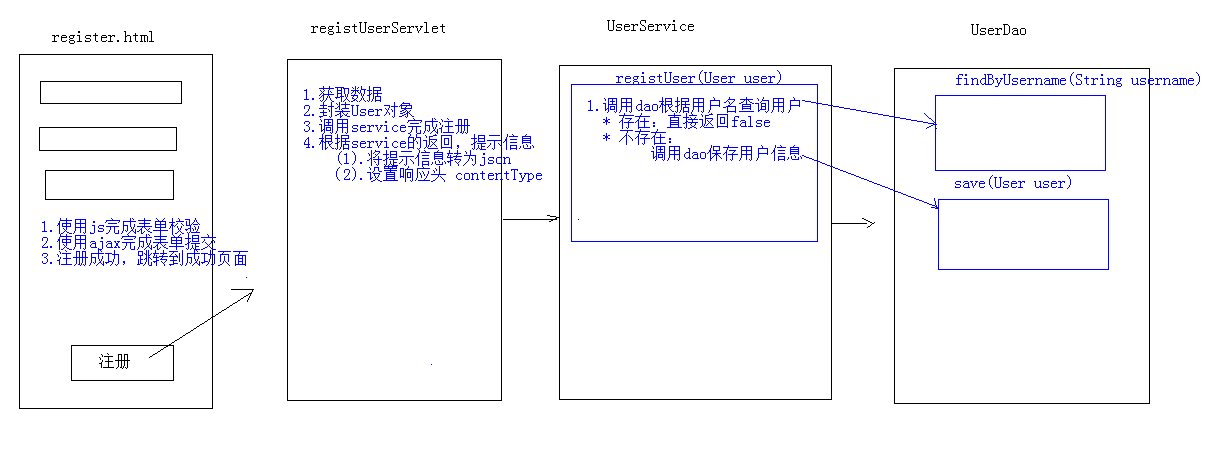 register.html
1.使用js完成表单校验
2.使用ajax完成表单提交
3.注册成功，跳转到成功页面
注册
registUserServlet
1.获取数据
2.封装User对象
3.调用service完成注册
4.根据service的返回，提示信息
(1).将提示信息转为json
(2).设置响应头 contentType
UserService
registUser(User user)
1.调用dao根据用户名查询用户
* 存在：直接返回false
* 不存在：
调用dao保存用户信息
UserDao
findByUsername(String username)
save(User user)